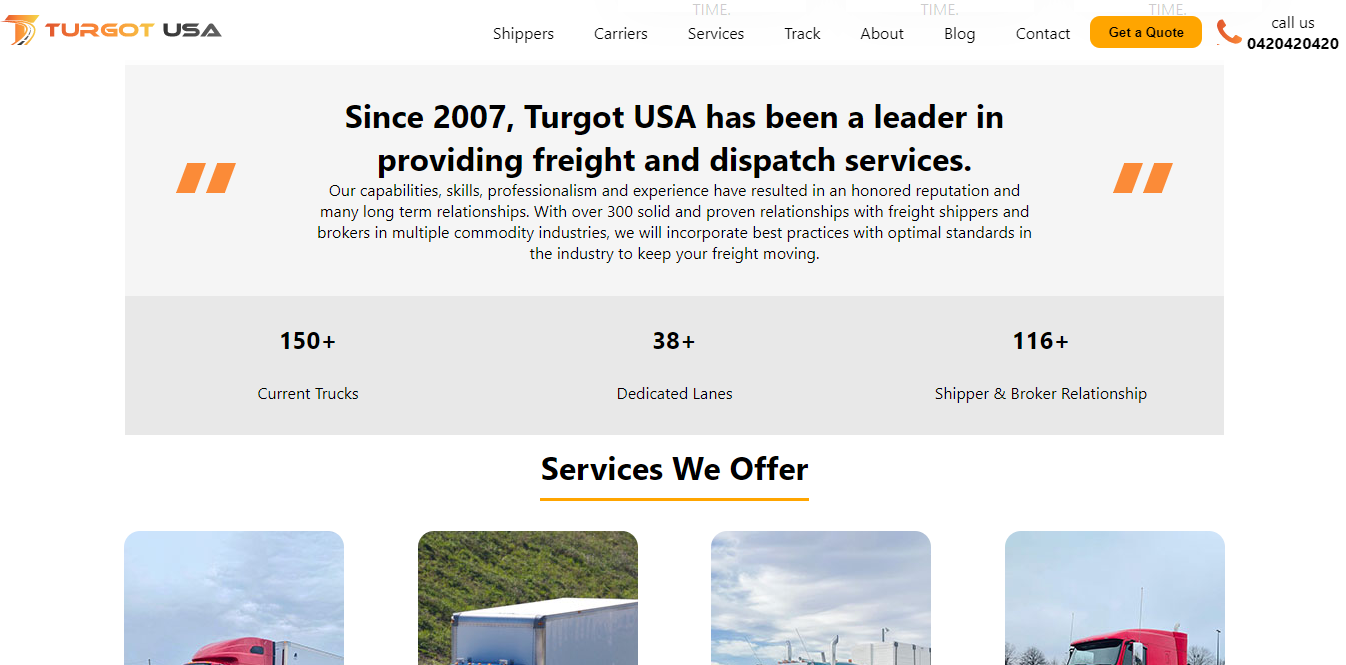 TIME. TIME. TIME.
TURGOT USA
Shippers Carriers Services Track About Blog Contact Get a Quote call us
0420420420
Since 2007, Turgot USA has been a leader in
providing freight and dispatch services.
Our capabilities, skills, professionalism and experience have resulted in an honored reputation and
many long term relationships. With over 300 solid and proven relationships with freight shippers and
brokers in multiple commodity industries, we will incorporate best practices with optimal standards in
the industry to keep your freight moving.
150+ 38+ 116+
Current Trucks Dedicated Lanes Shipper & Broker Relationship
Services We Offer